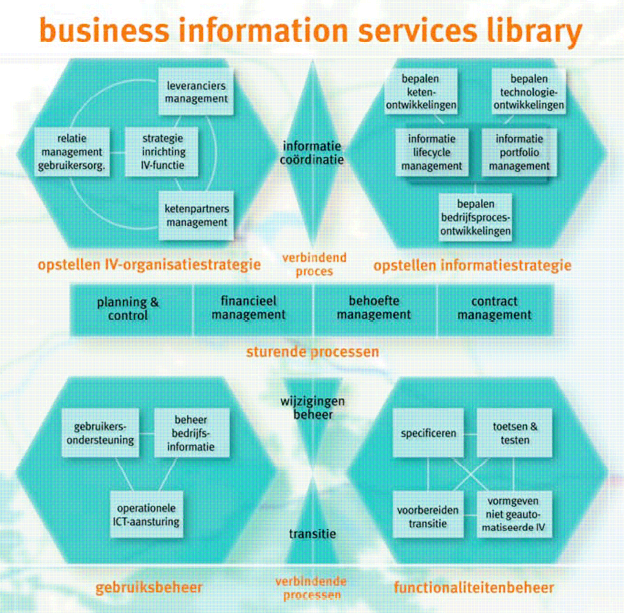 business information services library
leveranciers
management
relatie
management
gebruikersorg.
strategie
inrichting
IV-functie
ketenpartners
management
opstellen IV-organisatiestrategie
informatie
coördinatie
verbindend
proces
bepalen
keten-
ontwikkelingen
bepalen
technologie-
ontwikkelingen
informatie
lifecycle
management
informatie
portfolio
management
bepalen
bedrijfsproces-
ontwikkelingen
opstellen informatiestrategie
planning &
control
financieel
management
behoefte
management
contract
management
sturende processen
gebruikers-
ondersteuning
beheer
bedrijfs-
informatie
operationele
ICT-aansturing
gebruiksbeheer
wijzigingen
beheer
transitie
verbindende
processen
specificeren
toetsen &
testen
voorbereiden
transitie
vormgeven
niet geauto-
matiseerde IV
functionaliteitenbeheer